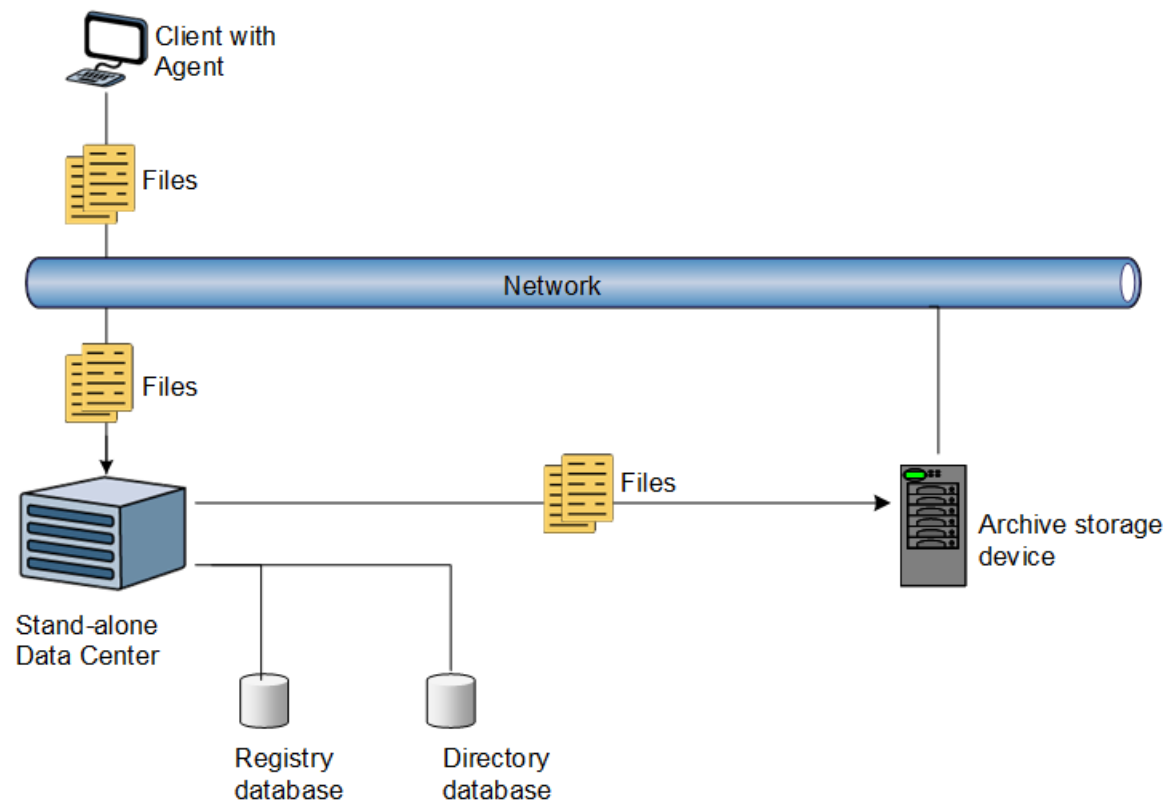 Client with
Agent
Files
Network
Files
Files
Archive storage
device
Stand-alone
Data Center
Registry
database
Directory
database